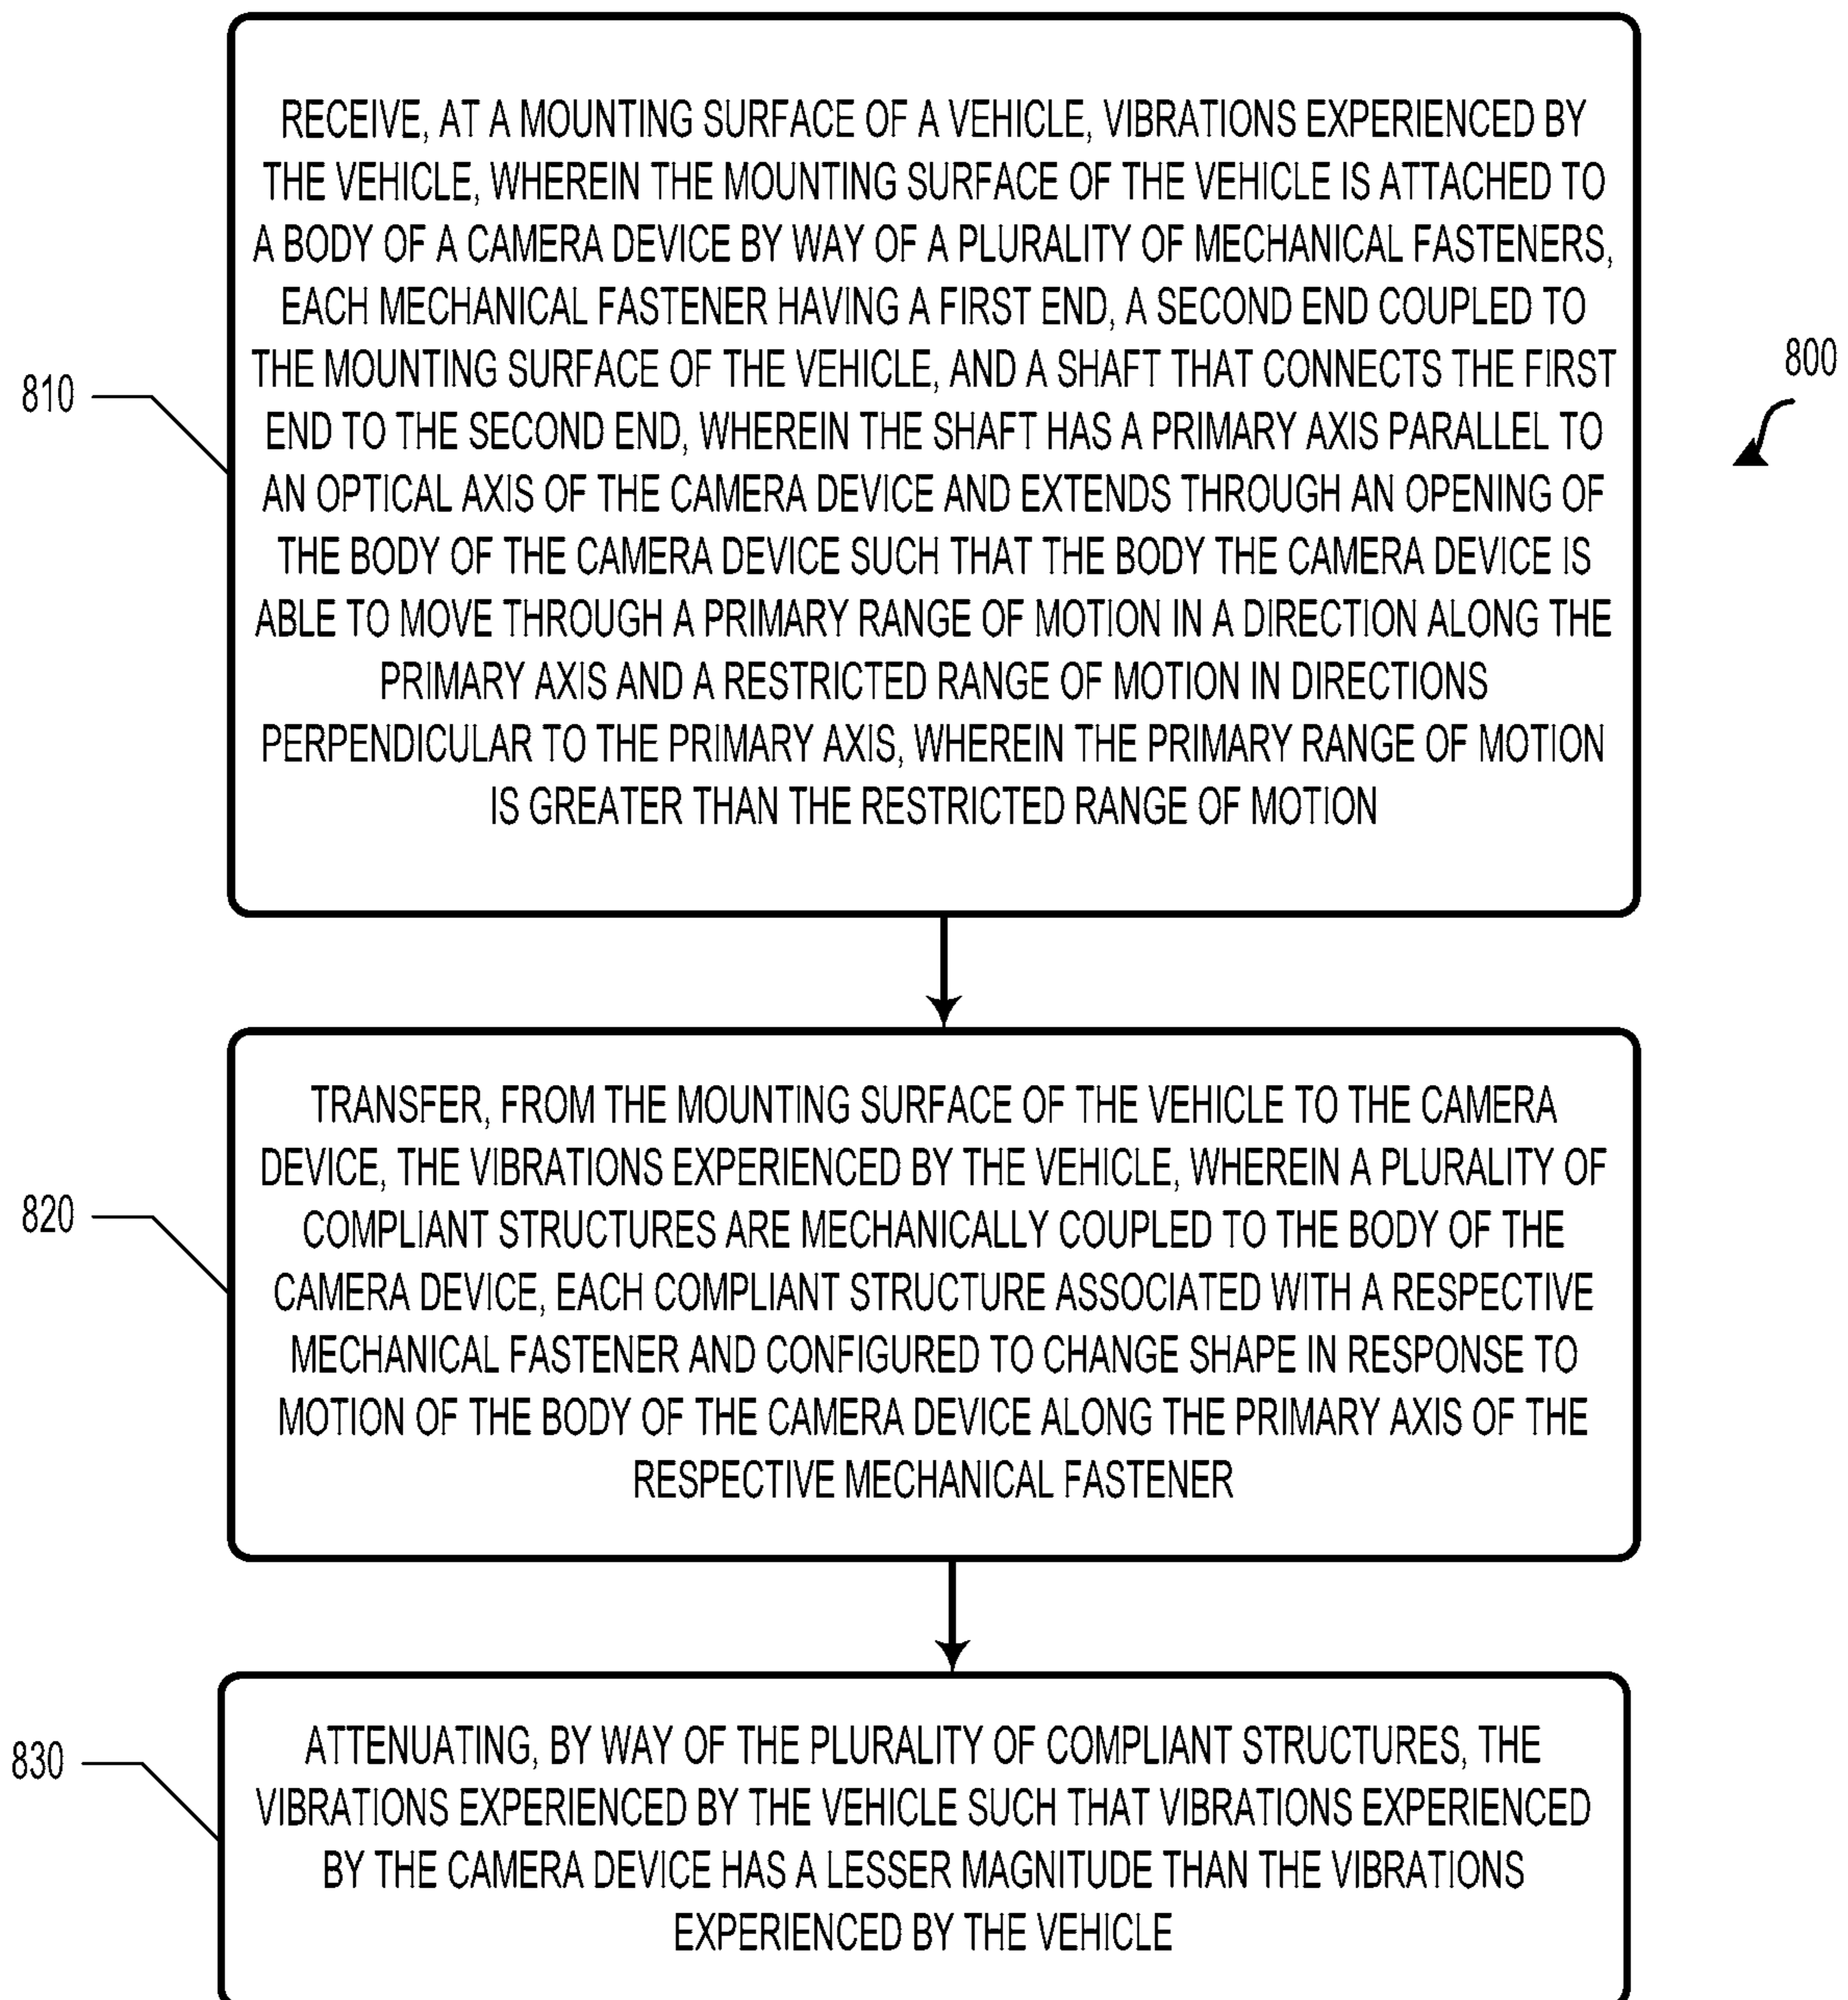 RECEIVE, AT A MOUNTING SURFACE OF A VEHICLE, VIBRATIONS EXPERIENCED BY
THE VEHICLE, WHEREIN THE MOUNTING SURFACE OF THE VEHICLE IS ATTACHED TO
A BODY OF A CAMERA DEVICE BY WAY OF A PLURALITY OF MECHANICAL FASTENERS,
EACH MECHANICAL FASTENER HAVING A FIRST END, A SECOND END COUPLED TO
THE MOUNTING SURFACE OF THE VEHICLE, AND A SHAFT THAT CONNECTS THE FIRST
END TO THE SECOND END, WHEREIN THE SHAFT HAS A PRIMARY AXIS PARALLEL TO
AN OPTICAL AXIS OF THE CAMERA DEVICE AND EXTENDS THROUGH AN OPENING OF
THE BODY OF THE CAMERA DEVICE SUCH THAT THE BODY THE CAMERA DEVICE IS
ABLE TO MOVE THROUGH A PRIMARY RANGE OF MOTION IN A DIRECTION ALONG THE
PRIMARY AXIS AND A RESTRICTED RANGE OF MOTION IN DIRECTIONS
PERPENDICULAR TO THE PRIMARY AXIS, WHEREIN THE PRIMARY RANGE OF MOTION
IS GREATER THAN THE RESTRICTED RANGE OF MOTION
810
800
TRANSFER, FROM THE MOUNTING SURFACE OF THE VEHICLE TO THE CAMERA
DEVICE, THE VIBRATIONS EXPERIENCED BY THE VEHICLE, WHEREIN A PLURALITY OF
COMPLIANT STRUCTURES ARE MECHANICALLY COUPLED TO THE BODY OF THE
CAMERA DEVICE, EACH COMPLIANT STRUCTURE ASSOCIATED WITH A RESPECTIVE
MECHANICAL FASTENER AND CONFIGURED TO CHANGE SHAPE IN RESPONSE TO
MOTION OF THE BODY OF THE CAMERA DEVICE ALONG THE PRIMARY AXIS OF THE
RESPECTIVE MECHANICAL FASTENER
820
ATTENUATING, BY WAY OF THE PLURALITY OF COMPLIANT STRUCTURES, THE
VIBRATIONS EXPERIENCED BY THE VEHICLE SUCH THAT VIBRATIONS EXPERIENCED
BY THE CAMERA DEVICE HAS A LESSER MAGNITUDE THAN THE VIBRATIONS
EXPERIENCED BY THE VEHICLE
830